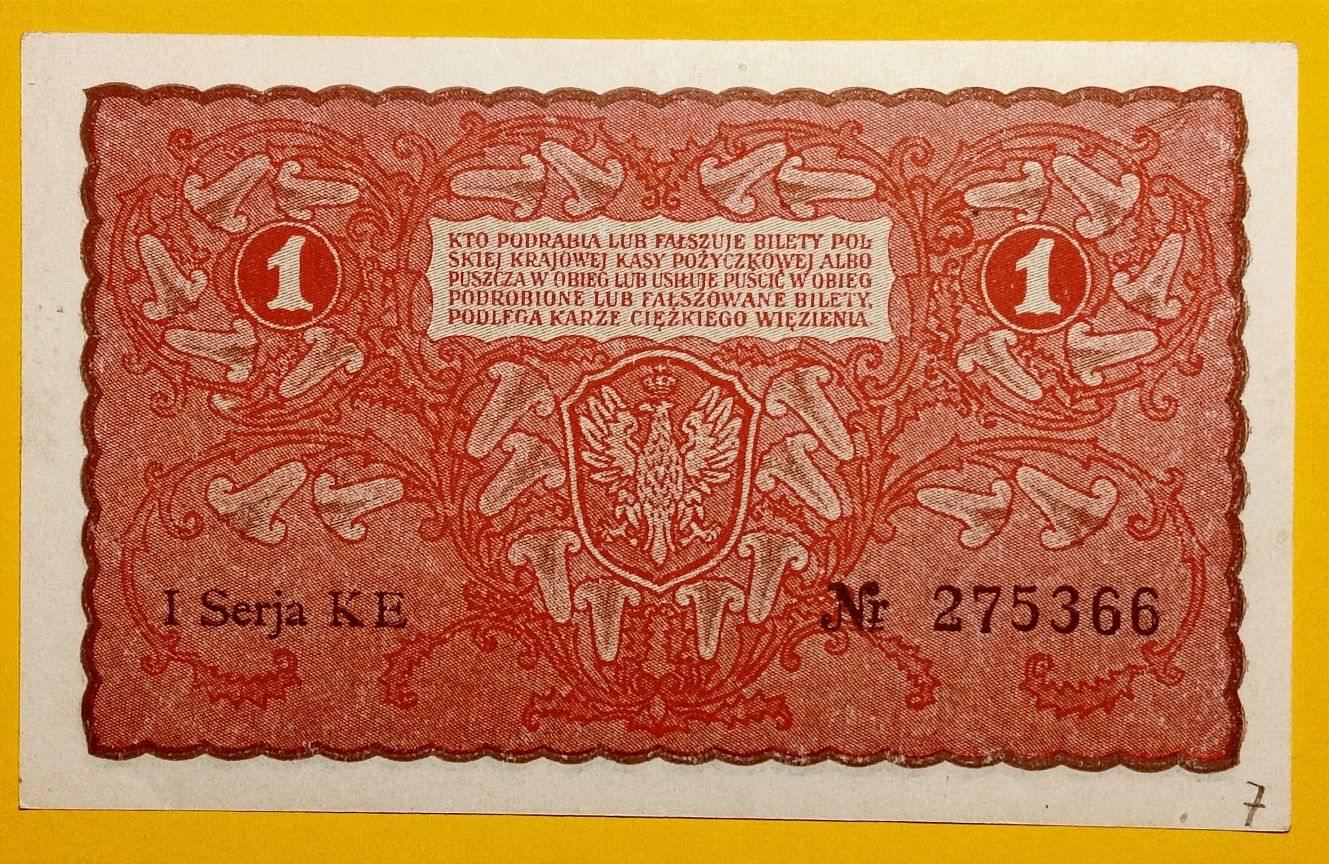 1
1
KTO PODRABIA LUB FAŁSZUJE BILETY POL
SKIEJ KRAJOWEJ KASY POŻYCZKOWEJ ALBO
PUSZCZA W OBIEG LUB USIŁUJE PUŚCIĆ W OBIEG
PODROBIONE LUB FAŁSZOWANE BILETY,
PODLEGA KARZE CIĘŻKIEGO WIĘZIENIA
I Serja KE
Nr 275366
7